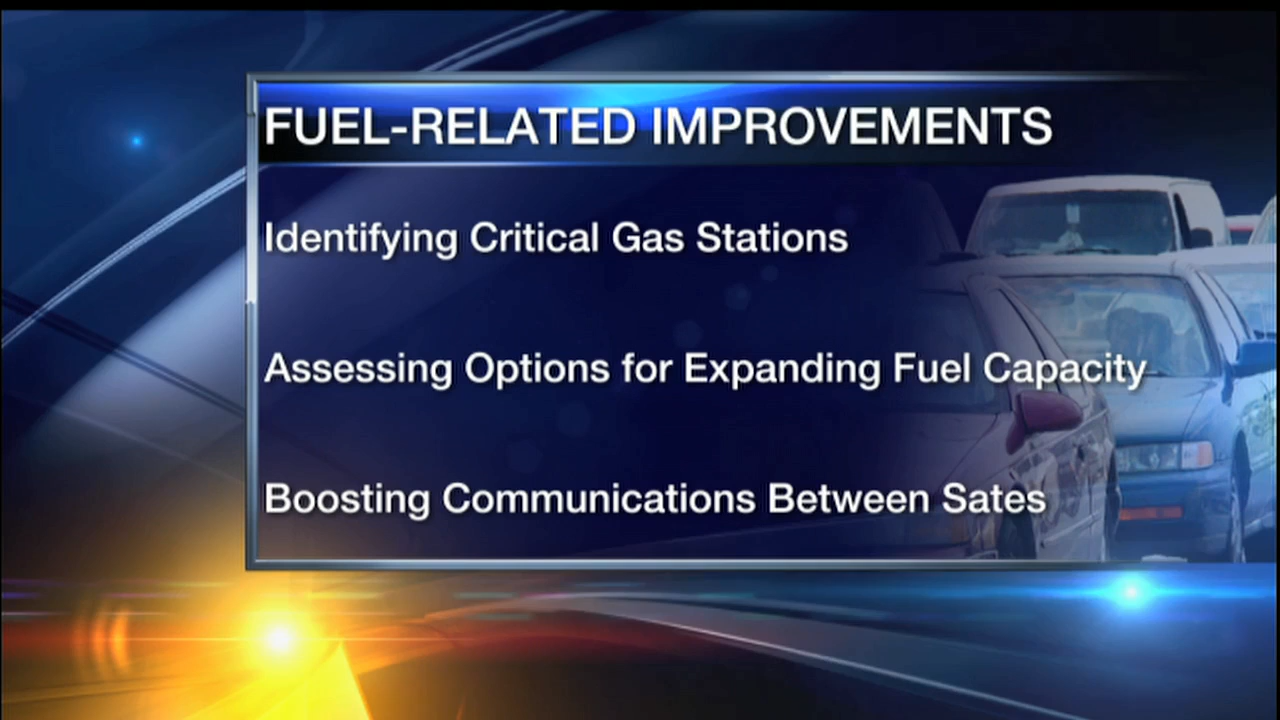 FUEL-RELATED IMPROVEMENTS
Identifying Critical Gas Stations
Assessing Options for Expanding Fuel Capacity
Boosting Communications Between Sates